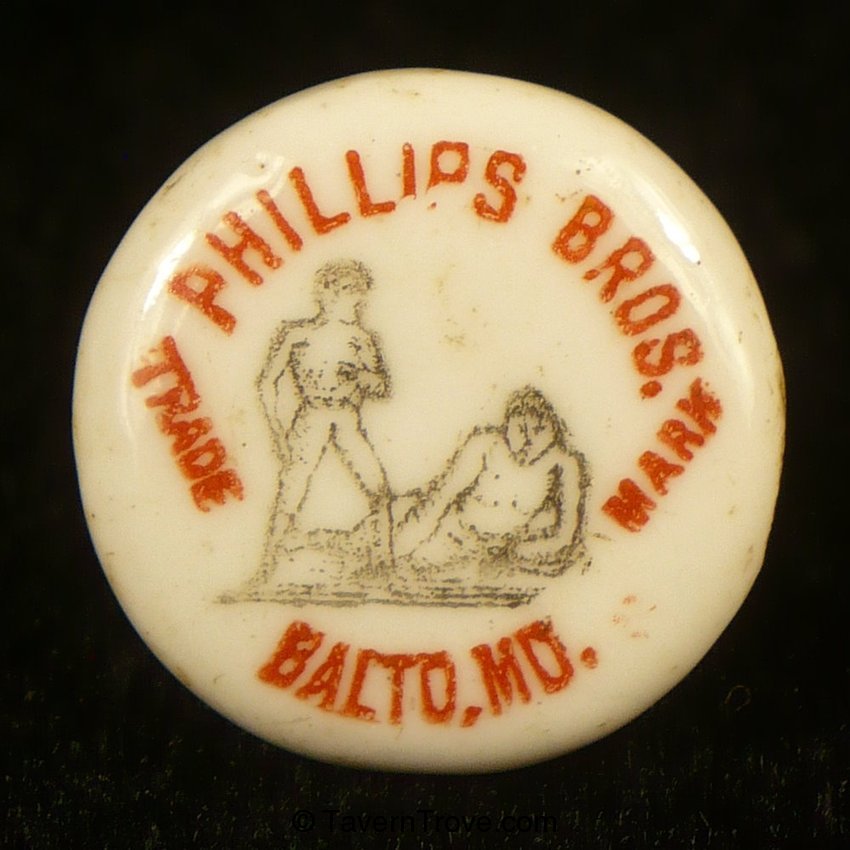 PHILLIPS BROS.
TRADE MARK
BALTO, MD.
© TavernTrove.com